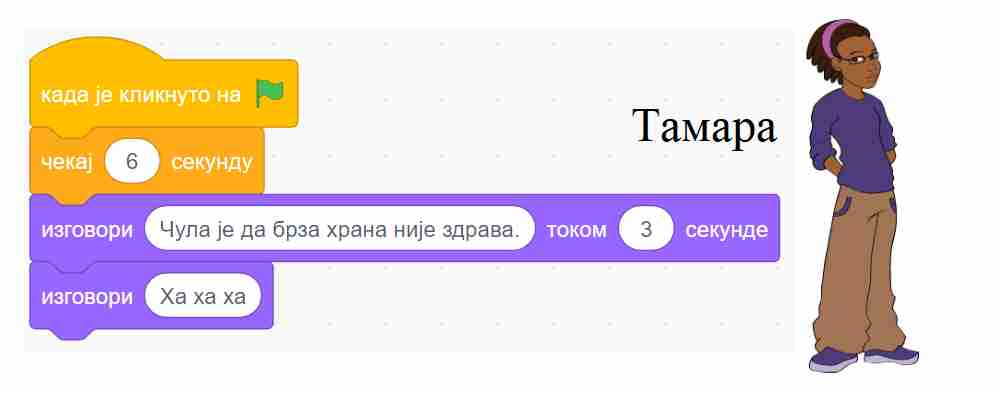 када је кликнуто на
Тамара
чекај 6 секунду
изговори Чула је да брза храна није здрава. током 3 секунде
изговори Ха ха ха